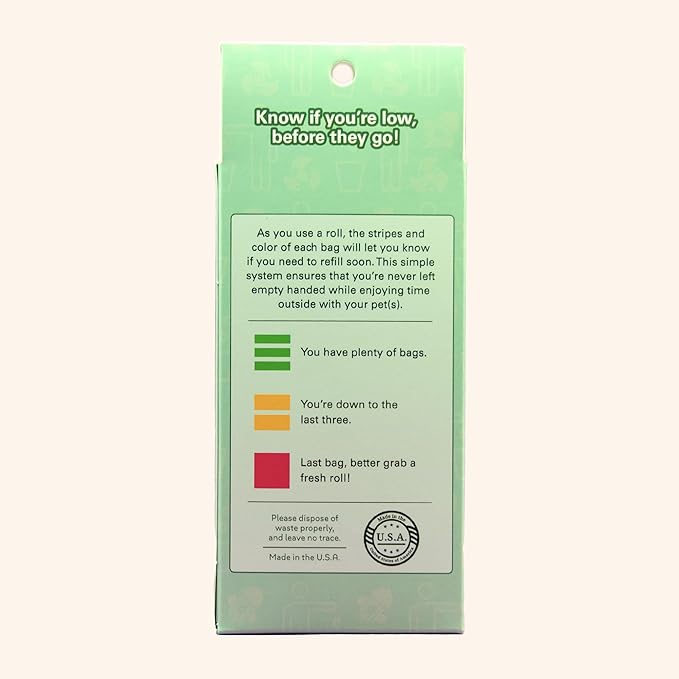 Know if you're low,
before they go!
As you use a roll, the stripes and
color of each bag will let you know
if you need to refill soon. This simple
system ensures that you're never left
empty handed while enjoying time
outside with your pet(s).
You have plenty of bags.
You're down to the
last three.
Last bag, better grab a
fresh roll!
Please dispose of
waste properly,
and leave no trace.
Made in the U.S.A.
Made in the
U.S.A.
United States of America